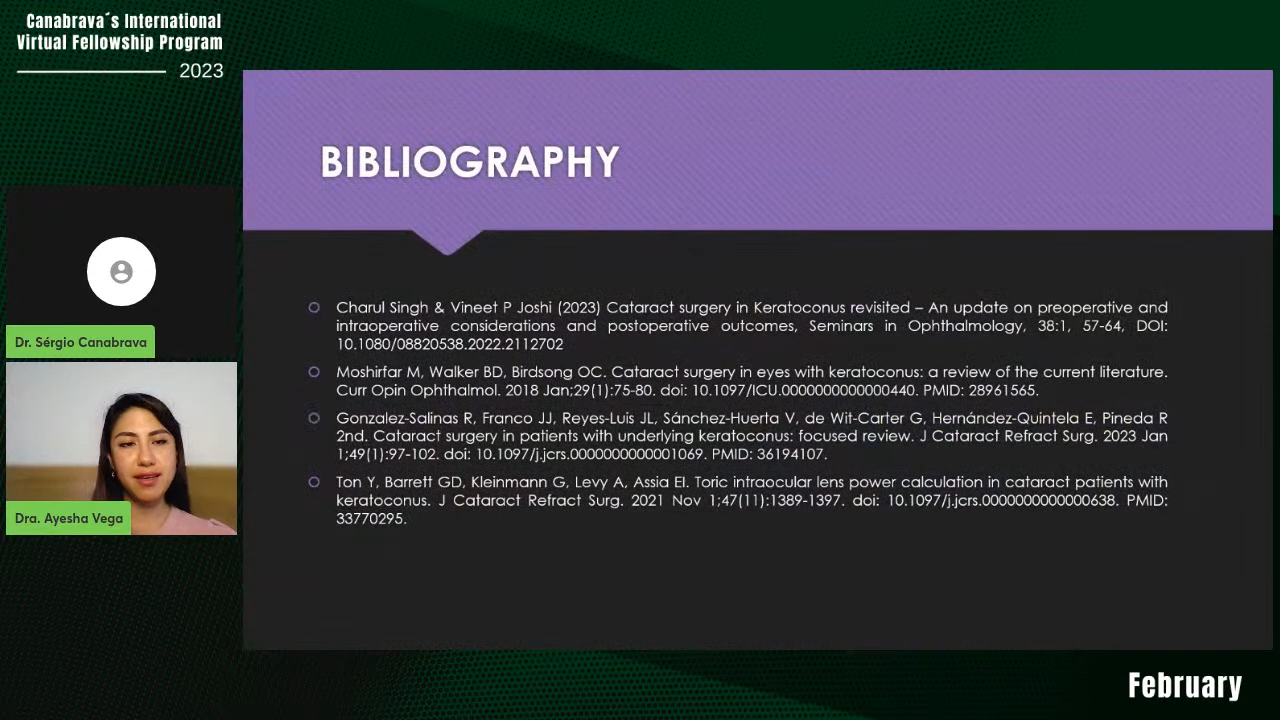 Canabrava´s International
Virtual Fellowship Program
2023
BIBLIOGRAPHY
Charul Singh & Vineet P Joshi (2023) Cataract surgery in Keratoconus revisited – An update on preoperative and
intraoperative considerations and postoperative outcomes, Seminars in Ophthalmology, 38:1, 57-64, DOI:
10.1080/08820538.2022.2112702
Moshirfar M, Walker BD, Birdsong OC. Cataract surgery in eyes with keratoconus: a review of the current literature.
Curr Opin Ophthalmol. 2018 Jan;29(1):75-80. doi: 10.1097/ICU.0000000000000440. PMID: 28961565.
Gonzalez-Salinas R, Franco JJ, Reyes-Luis JL, Sánchez-Huerta V, de Wit-Carter G, Hernández-Quintela E, Pineda R
2nd. Cataract surgery in patients with underlying keratoconus: focused review. J Cataract Refract Surg. 2023 Jan
1;49(1):97-102. doi: 10.1097/j.jcrs.0000000000001069. PMID: 36194107.
Ton Y, Barrett GD, Kleinmann G, Levy A, Assia EI. Toric intraocular lens power calculation in cataract patients with
keratoconus. J Cataract Refract Surg. 2021 Nov 1;47(11):1389-1397. doi: 10.1097/j.jcrs.0000000000000638. PMID:
33770295.
Dr. Sérgio Canabrava
Dra. Ayesha Vega
February